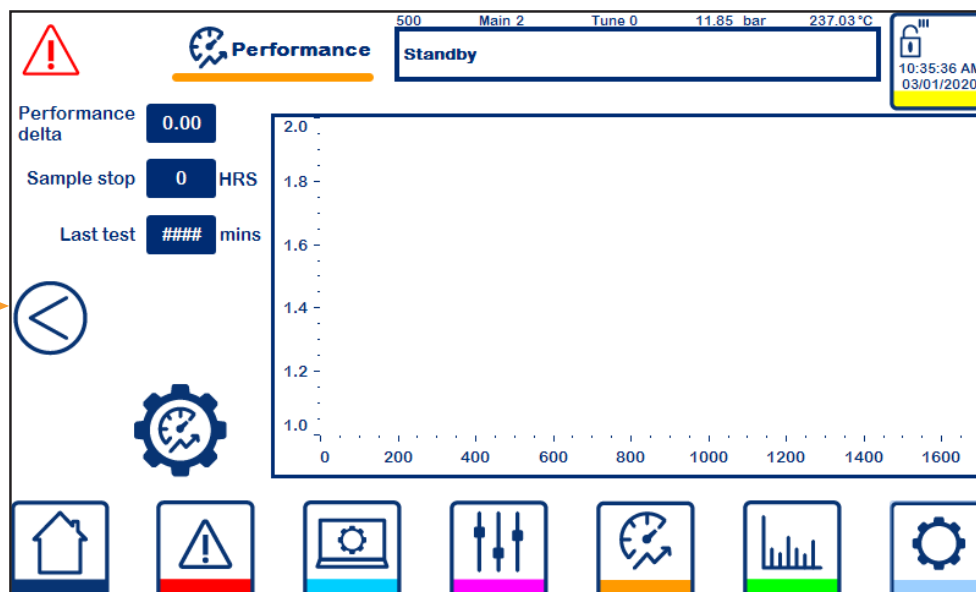 500 Main 2 Tune 0 11.85 bar 237.03°C
Performance
Standby
10:35:36 AM
03/01/2020
Performance
delta
0.00
Sample stop 0 HRS
Last test #### mins
2.0
1.8
1.6
1.4
1.2
1.0
0 200 400 600 800 1000 1200 1400 1600